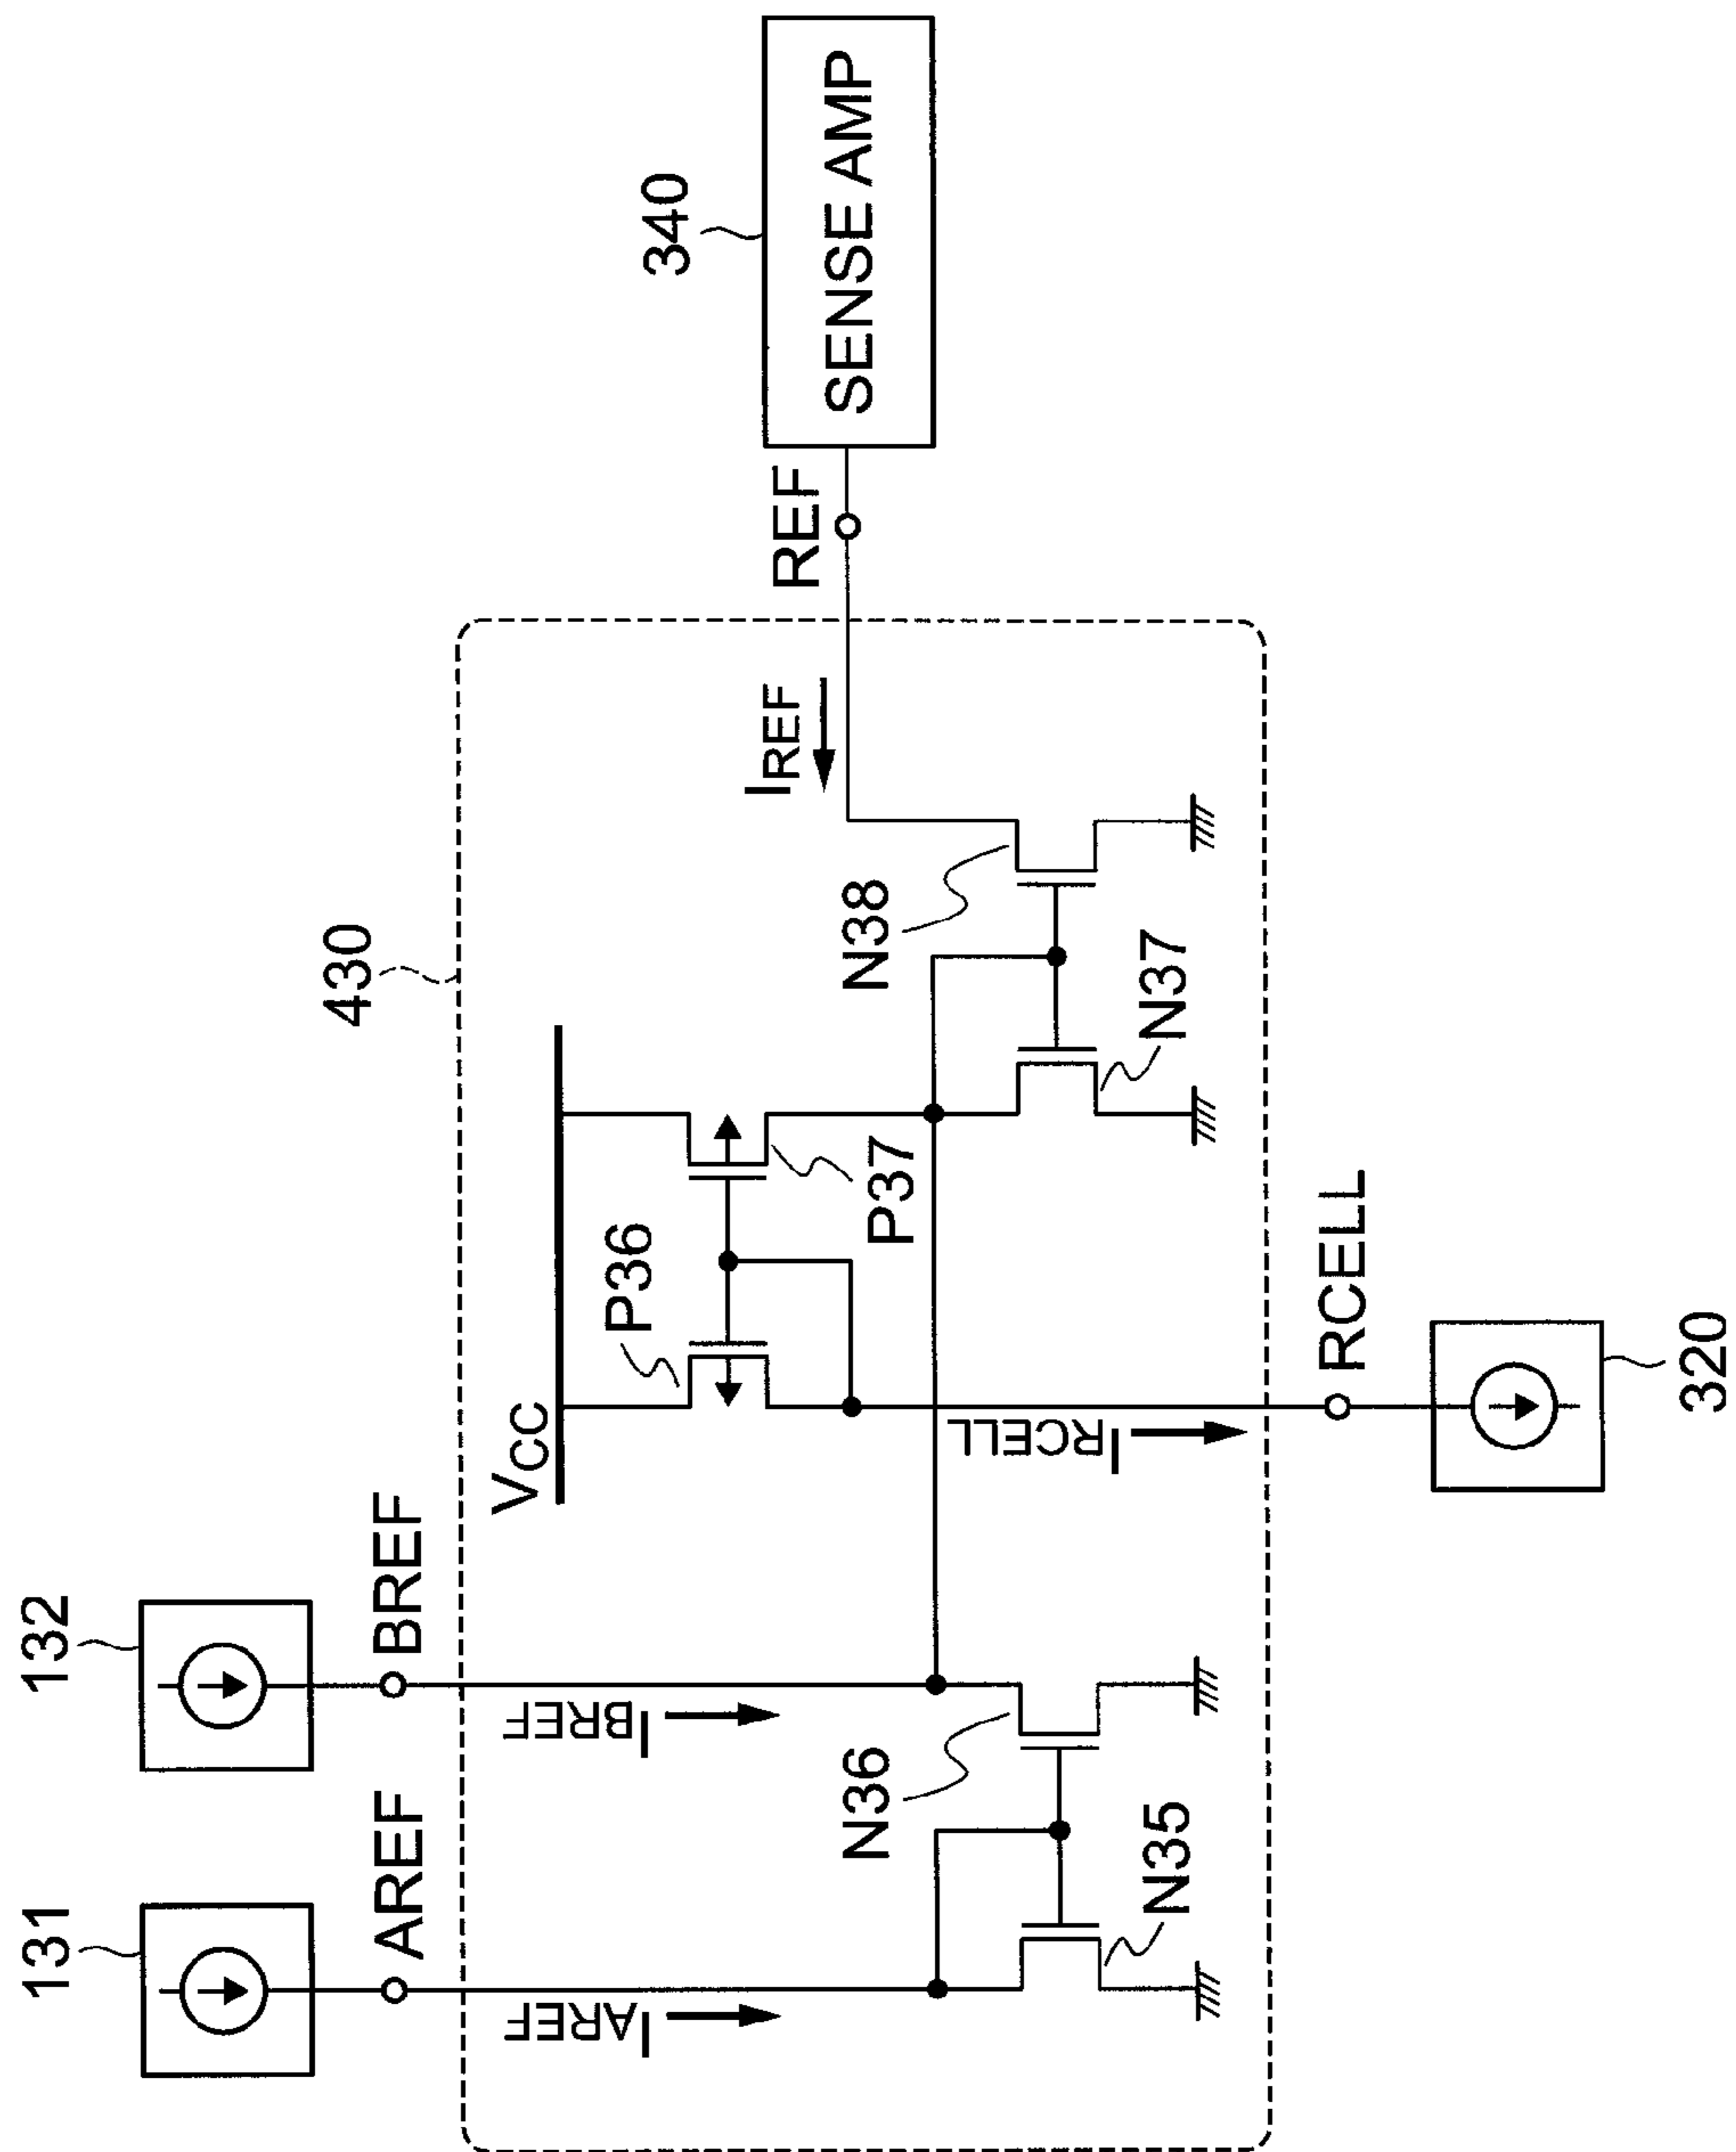 131
132
AREF
BREF
430
340
SENSE AMP
REF
VCC
IAREF
IBREF
P36
P37
IREF
N36
N35
IRCELL
N38
N37
RCELL
320